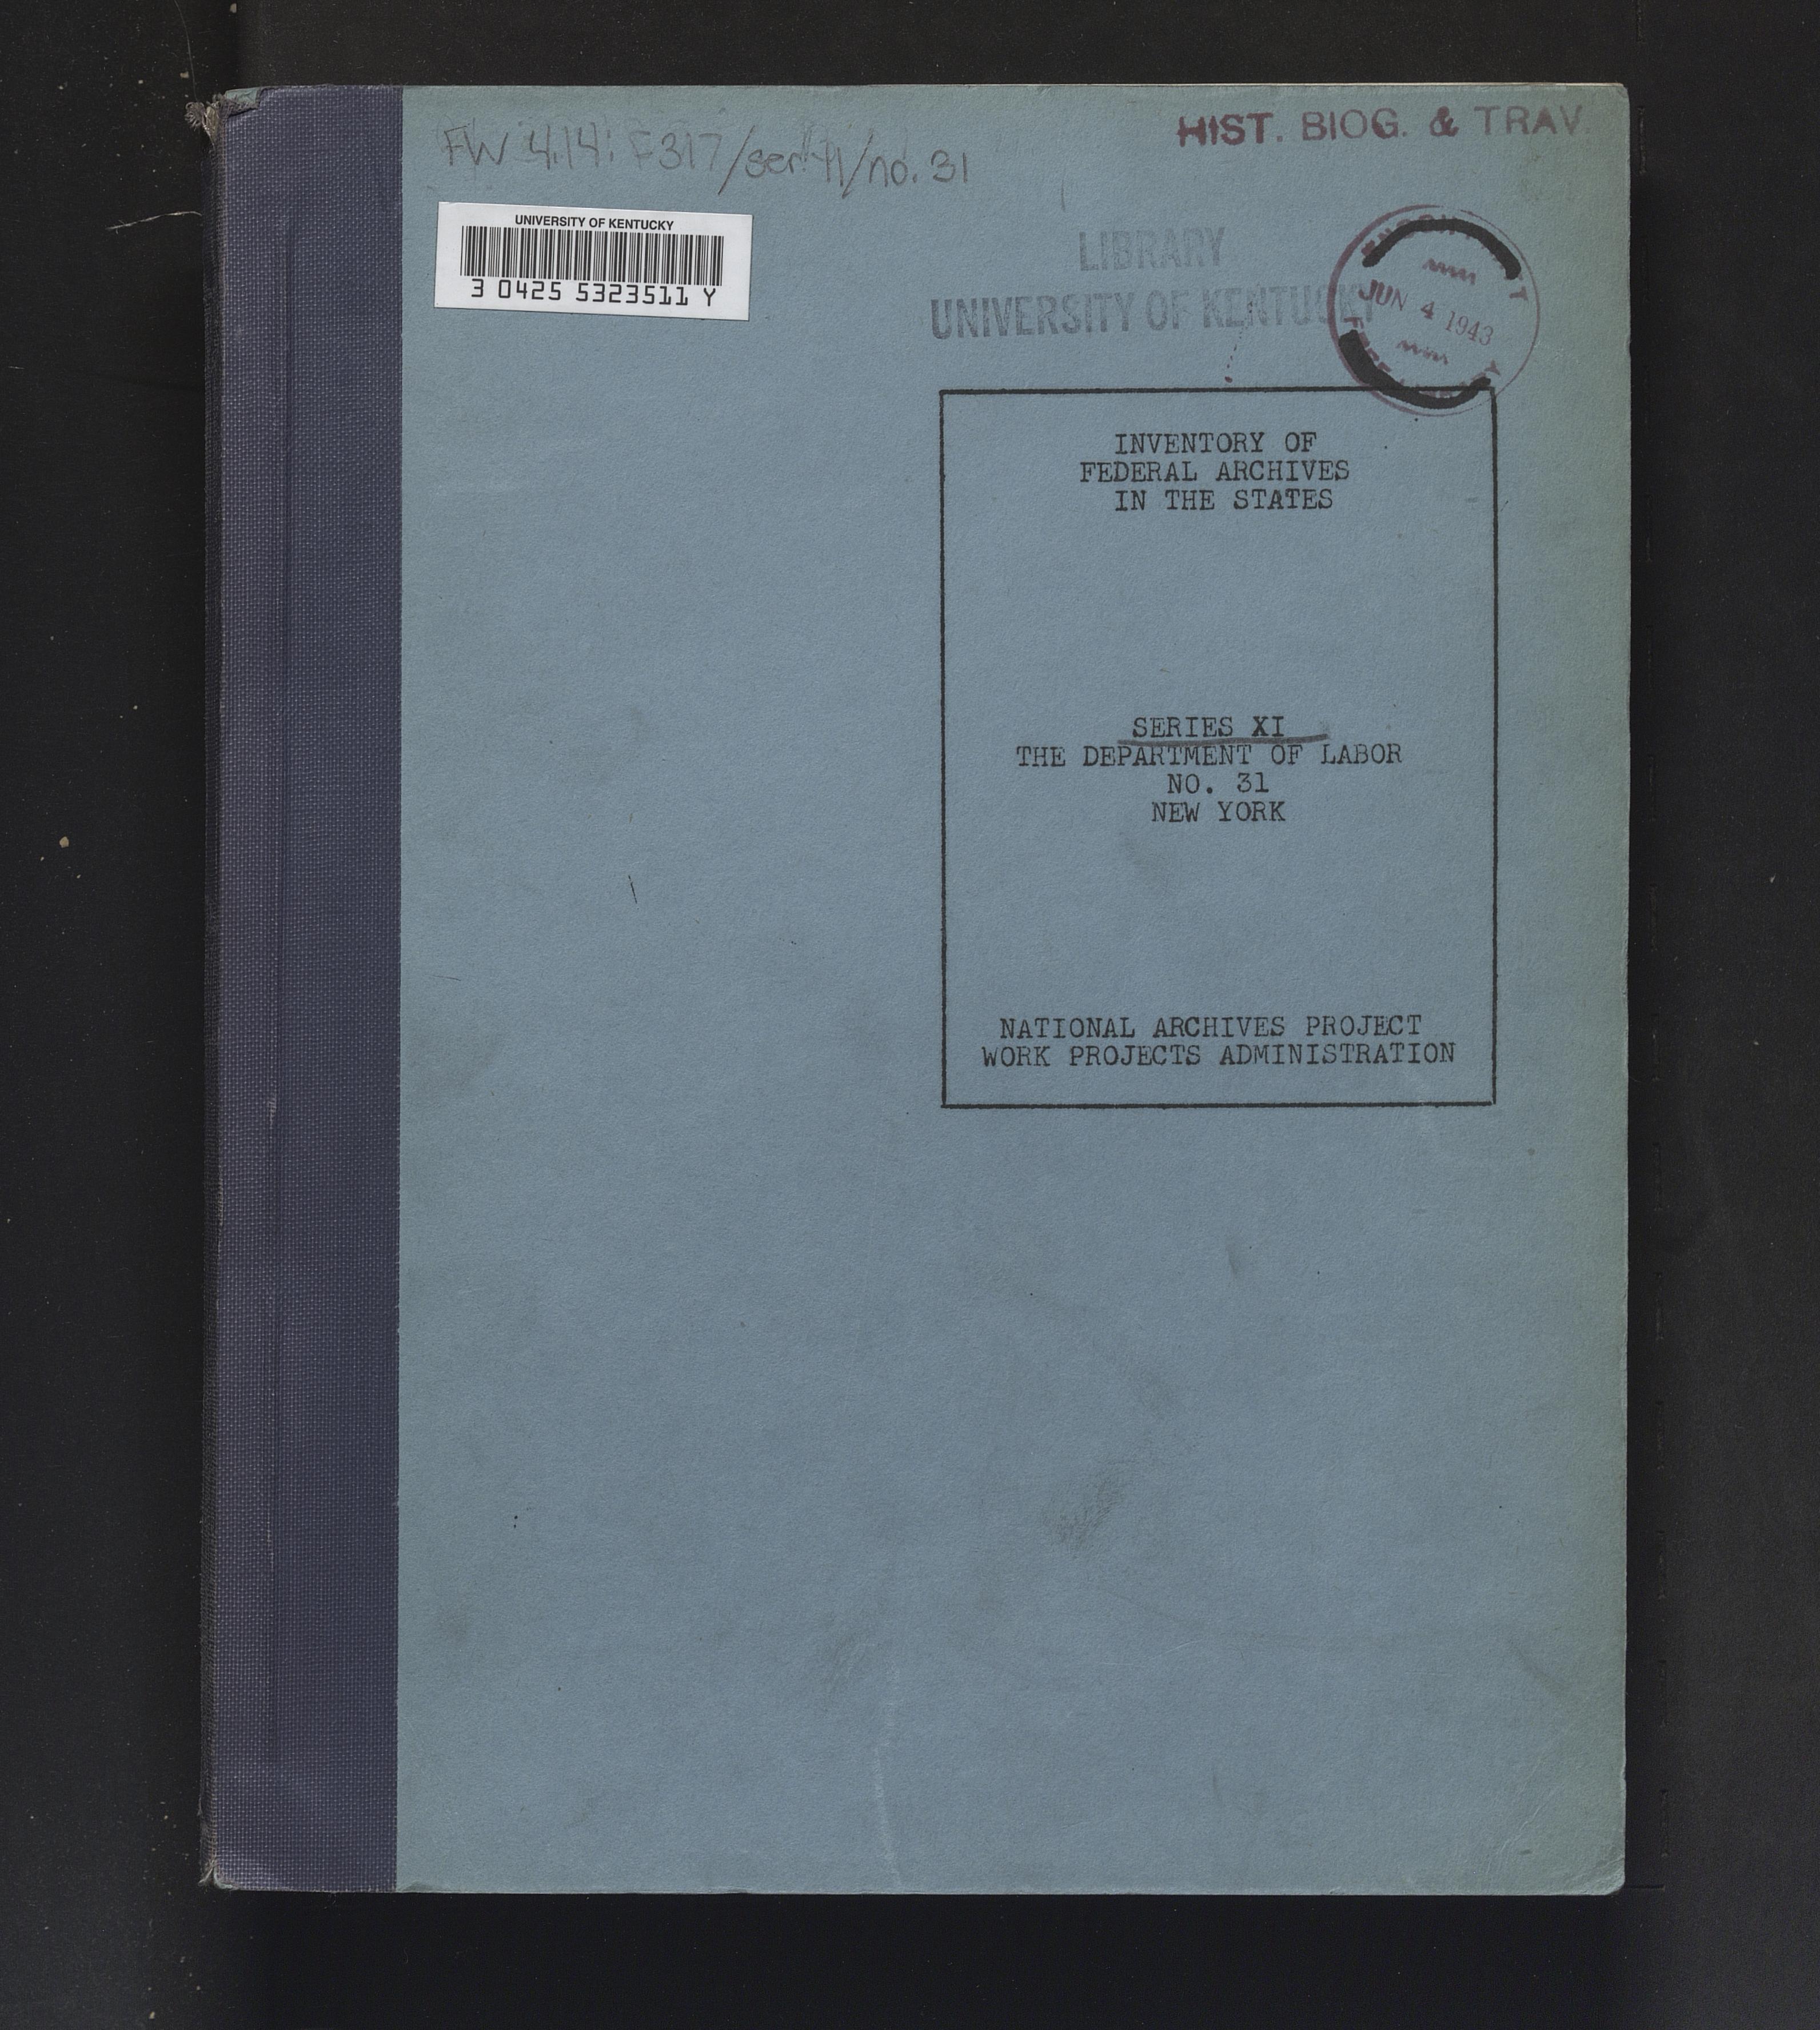 FW 4.14: F317/ser. 11/no. 31
HIST. BIOG. & TRAV.
UNIVERSITY OF KENTUCKY
3 0425 5323511 Y
LIBRARY
UNIVERSITY OF KENTUCKY
JUN 4 1943
INVENTORY OF
FEDERAL ARCHIVES
IN THE STATES
SERIES XI
THE DEPARTMENT OF LABOR
NO. 31
NEW YORK
NATIONAL ARCHIVES PROJECT
WORK PROJECTS ADMINISTRATION